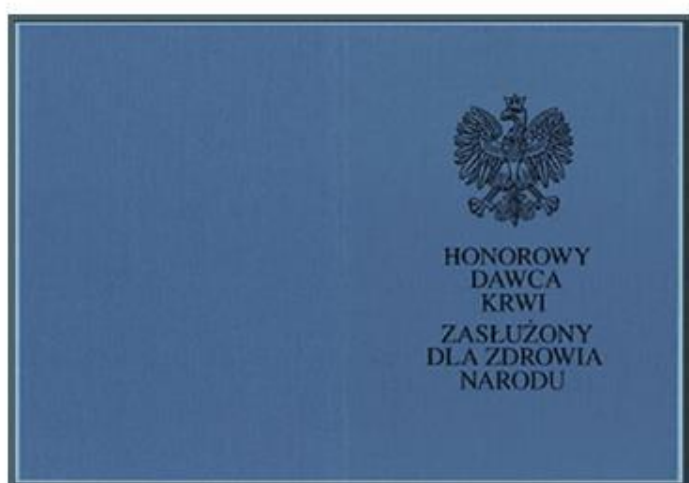 HONOROWY
DAWCA
KRWI
ZASŁUŻONY
DLA ZDROWIA
NARODU